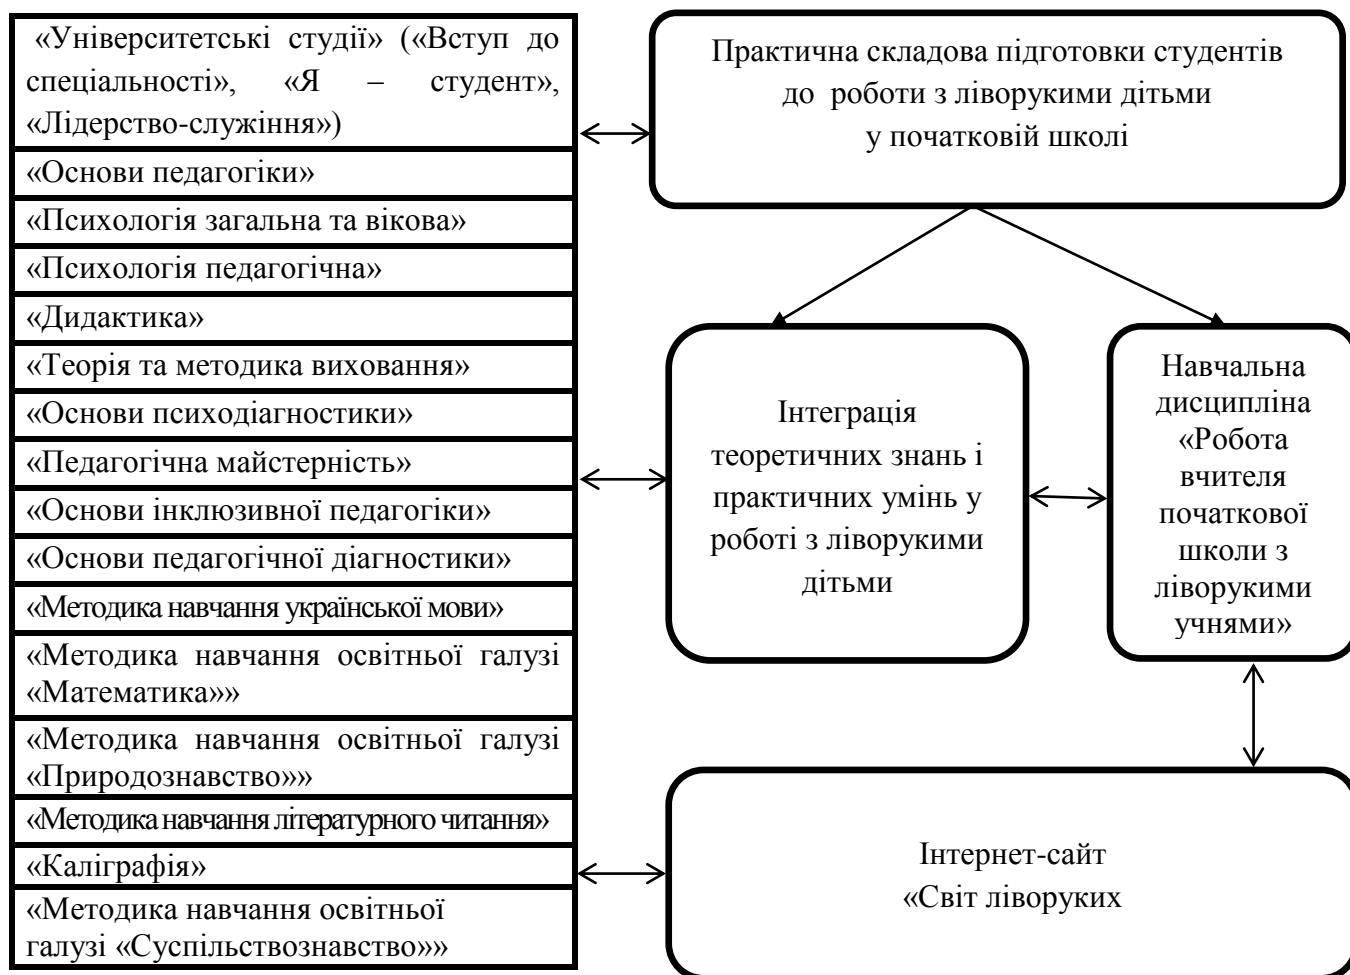 «Університетські студії» («Вступ до
спеціальності», «Я – студент»,
«Лідерство-служіння»)
«Основи педагогіки»
«Психологія загальна та вікова»
«Психологія педагогічна»
«Дидактика»
«Теорія та методика виховання»
«Основи психодіагностики»
«Педагогічна майстерність»
«Основи інклюзивної педагогіки»
«Основи педагогічної діагностики»
«Методика навчання української мови»
«Методика навчання освітньої галузі
«Математика»»
«Методика навчання освітньої галузі
«Природознавство»»
«Методика навчання літературного читання»
«Каліграфія»
«Методика навчання освітньої
галузі «Суспільствознавство»»
Практична складова підготовки студентів
до роботи з ліворукими дітьми
у початковій школі
Інтеграція
теоретичних знань і
практичних умінь у
роботі з ліворукими
дітьми
Навчальна
дисципліна
«Робота
вчителя
початкової
школи з
ліворукими
учнями»
Інтернет-сайт
«Світ ліворуких